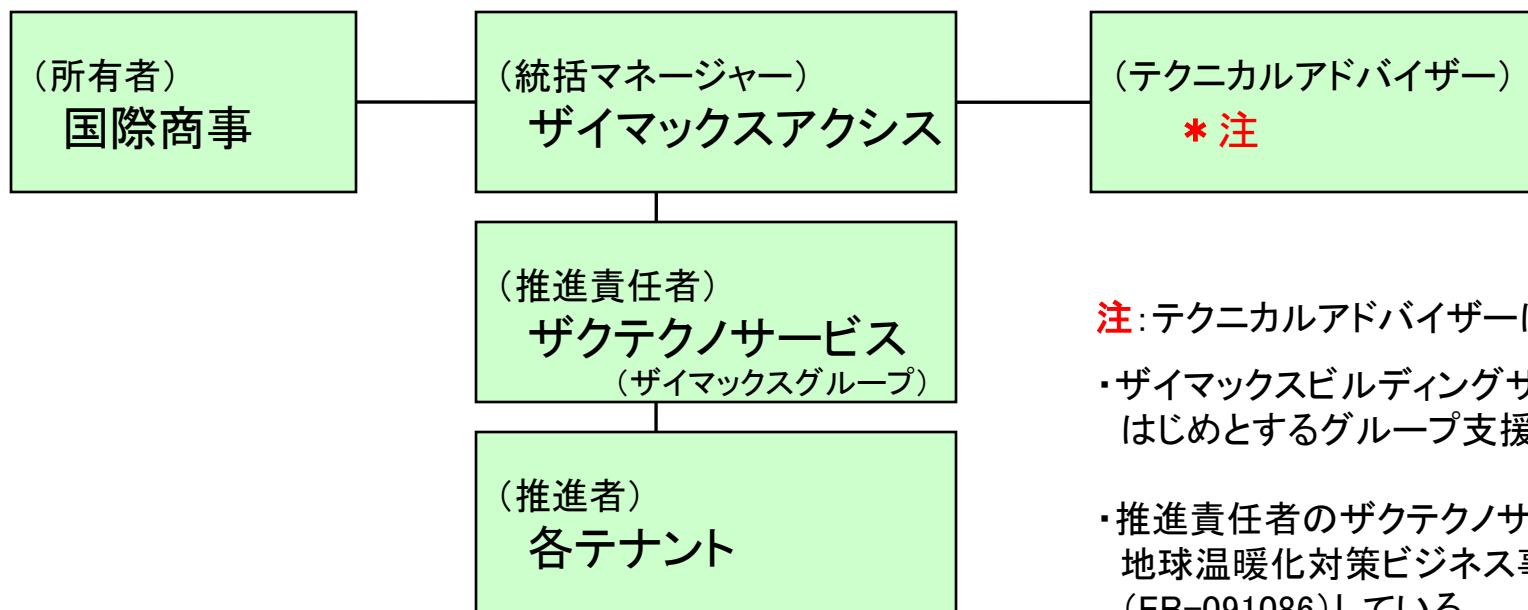 （所有者）
国際商事
（統括マネージャー）
ザイマックスアクシス
（テクニカルアドバイザー）
＊注
（推進責任者）
ザクテクノサービス
（ザイマックスグループ）
（推進者）
各テナント
注：テクニカルアドバイザー
・ザイマックスビルディングサ
はじめとするグループ支援
・推進責任者のザクテクノサ
地球温暖化対策ビジネス事
（ER-091086）している